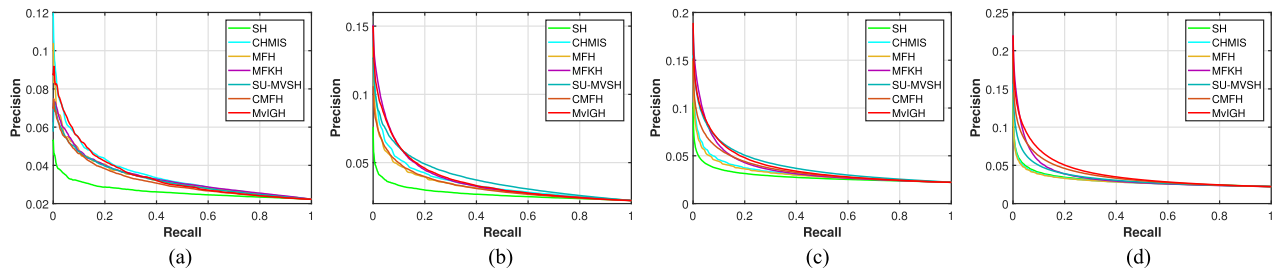 0.12
0.1
0.08
0.06
0.04
0.02
Precision
0 0.2 0.4 0.6 0.8 1
Recall
SH
CHMIS
MFH
MFKH
SU-MVSH
CMFH
MvIGH
(a)
0.15
0.1
0.05
Precision
0 0.2 0.4 0.6 0.8 1
Recall
SH
CHMIS
MFH
MFKH
SU-MVSH
CMFH
MvIGH
(b)
0.2
0.15
0.1
0.05
0
Precision
0 0.2 0.4 0.6 0.8 1
Recall
SH
CHMIS
MFH
MFKH
SU-MVSH
CMFH
MvIGH
(c)
0.25
0.2
0.15
0.1
0.05
0
Precision
0 0.2 0.4 0.6 0.8 1
Recall
SH
CHMIS
MFH
MFKH
SU-MVSH
CMFH
MvIGH
(d)